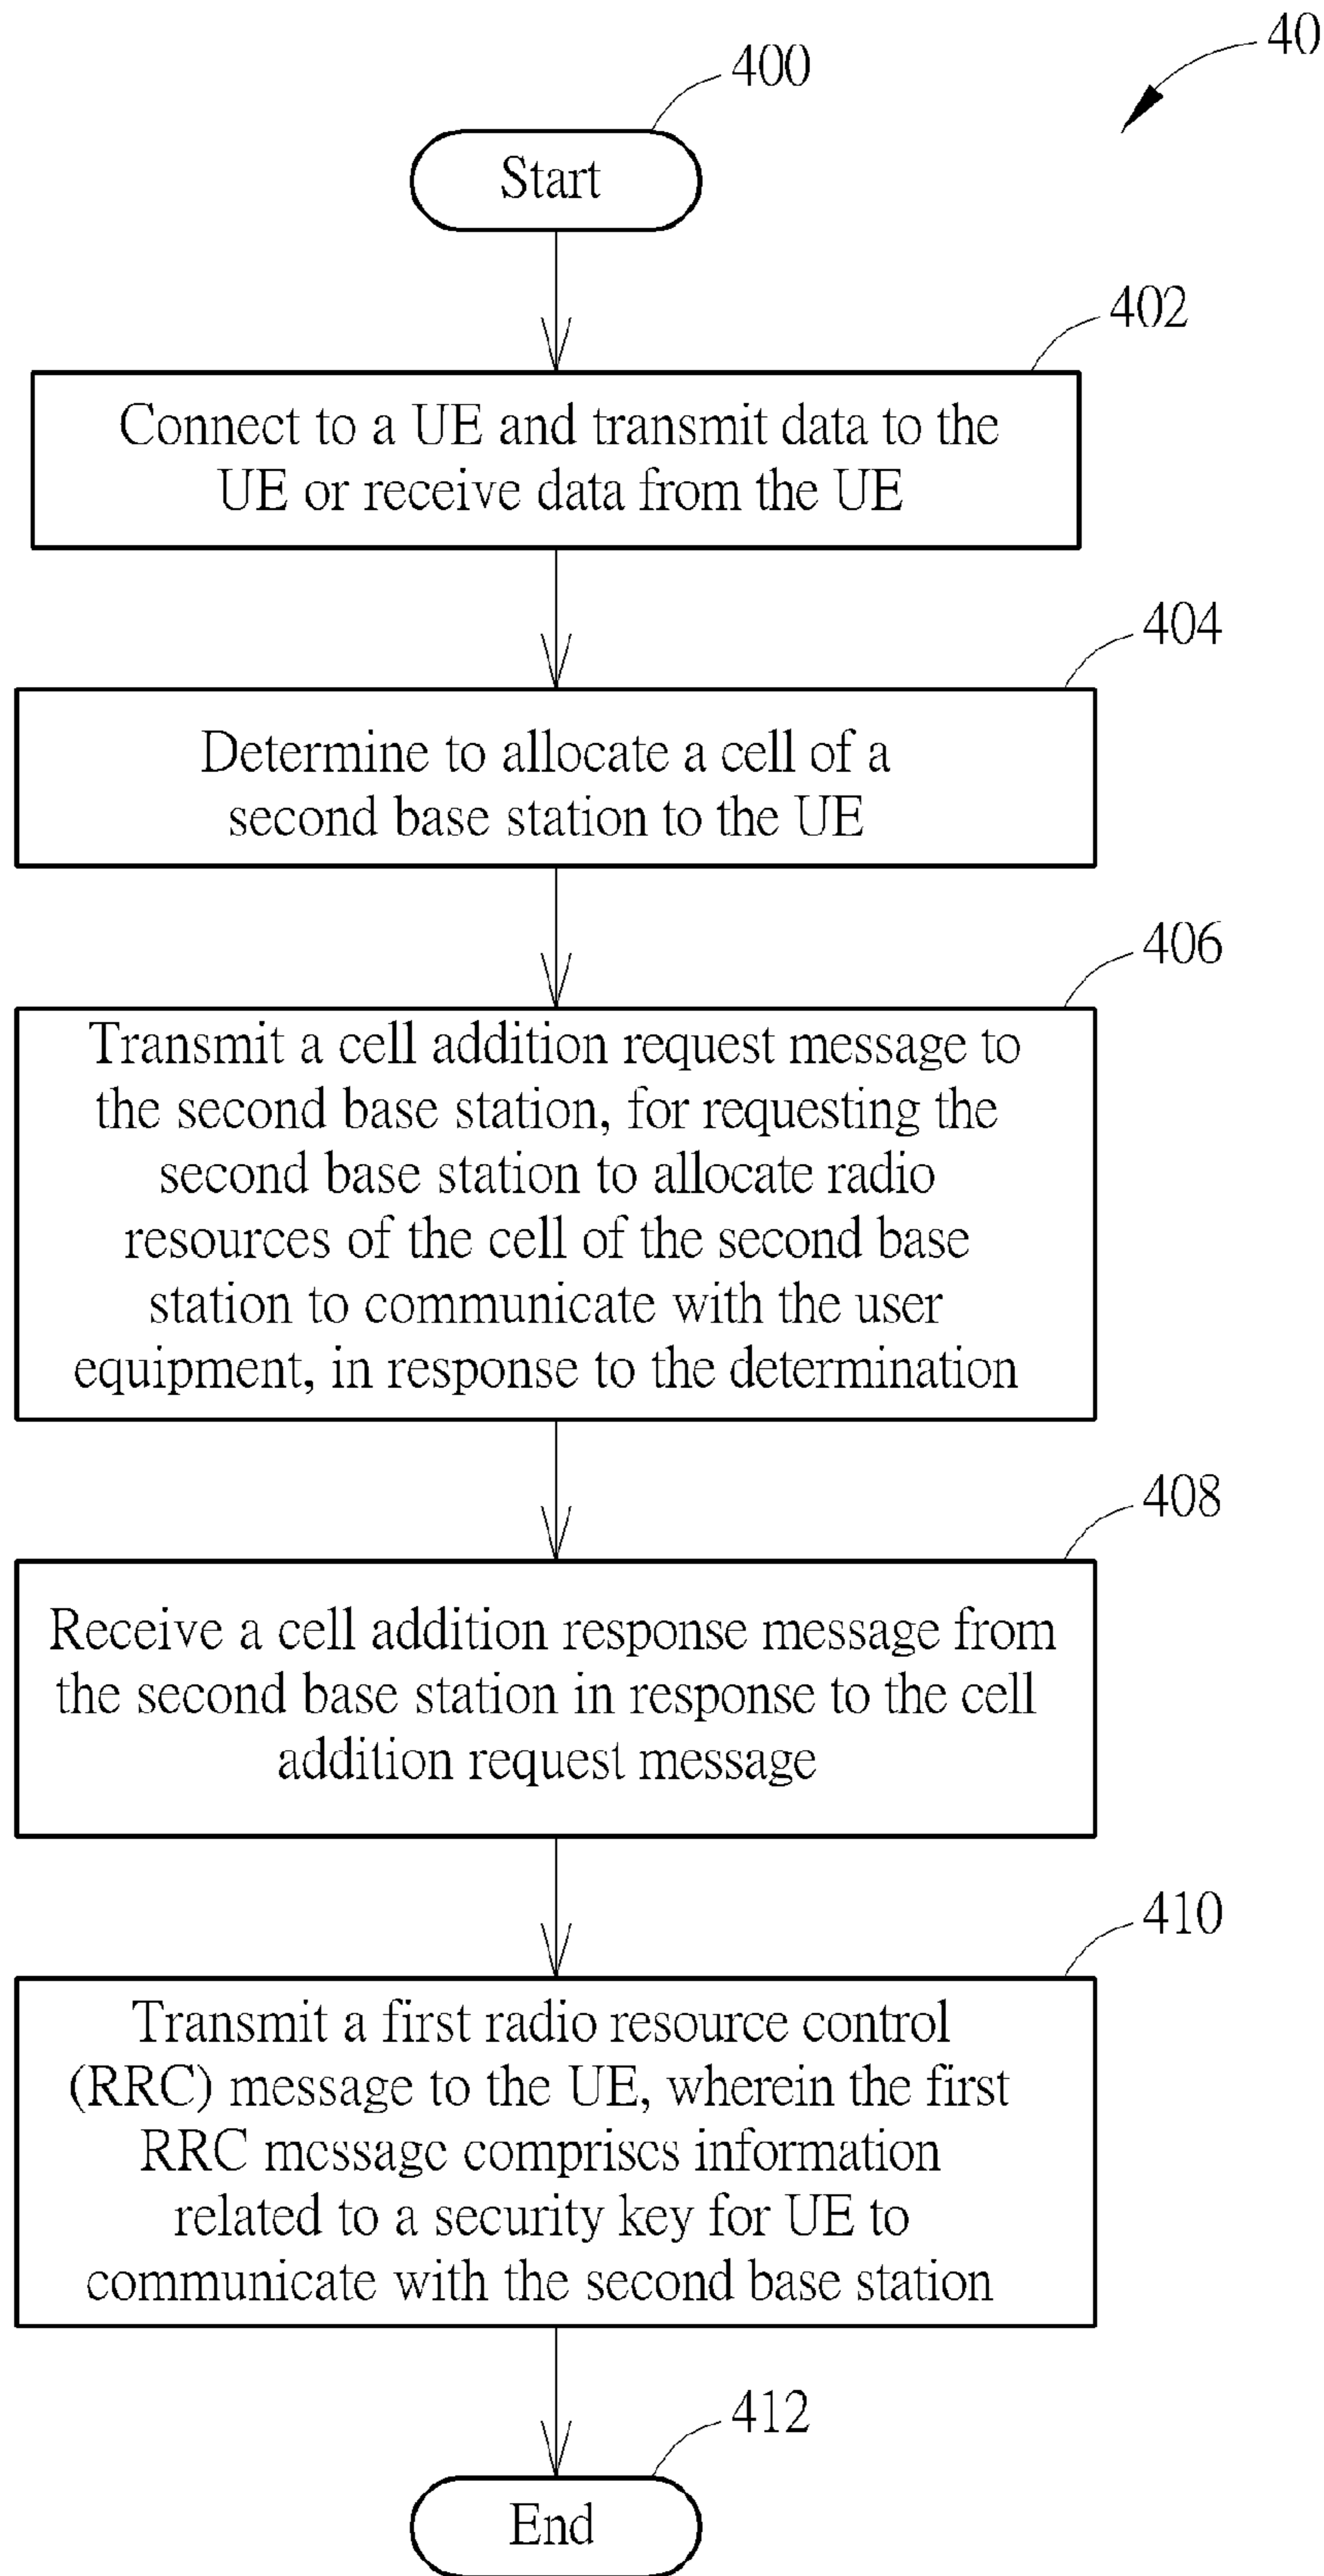 40
400
Start
402
Connect to a UE and transmit data to the
UE or receive data from the UE
404
Determine to allocate a cell of a
second base station to the UE
406
Transmit a cell addition request message to
the second base station, for requesting the
second base station to allocate radio
resources of the cell of the second base
station to communicate with the user
equipment, in response to the determination
408
Receive a cell addition response message from
the second base station in response to the cell
addition request message
410
Transmit a first radio resource control
(RRC) message to the UE, wherein the first
RRC message comprises information
related to a security key for UE to
communicate with the second base station
412
End